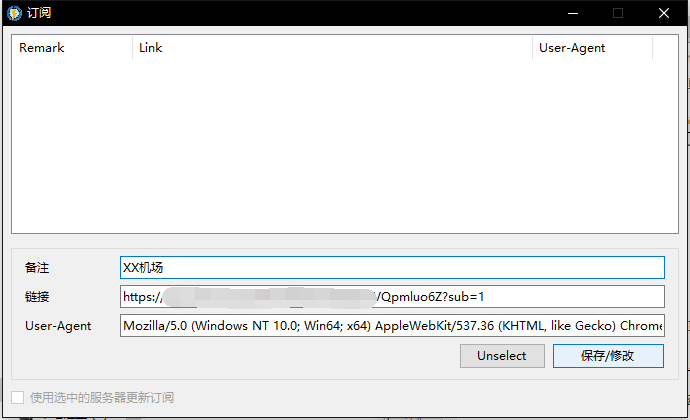 订阅
Remark Link User-Agent
备注 XX机场
链接 https:// /Qpmluo6Z?sub=1
User-Agent Mozilla/5.0 (Windows NT 10.0; Win64; x64) AppleWebKit/537.36 (KHTML, like Gecko) Chrome
Unselect 保存/修改
使用选中的服务器更新订阅